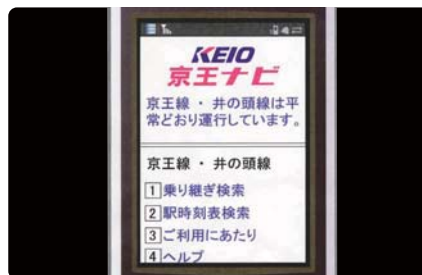 KEIO
京王ナビ
京王線 ・ 井の頭線は平
常どおり運行しています。
京王線 ・ 井の頭線
1 乗り継ぎ検索
2 駅時刻表検索
3 ご利用にあたり
4 ヘルプ